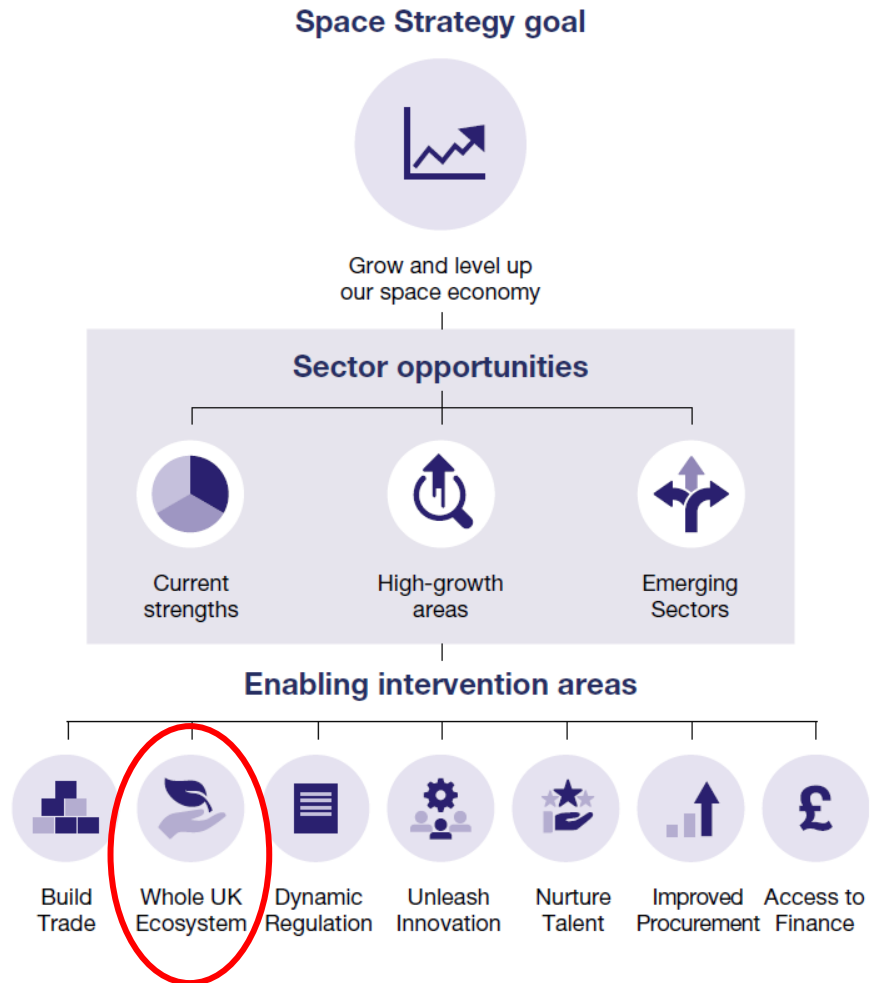 Space Strategy goal
Grow and level up
our space economy
Sector opportunities
Current
strengths
High-growth
areas
Emerging
Sectors
Enabling intervention areas
Build
Trade
Whole UK
Ecosystem
Dynamic
Regulation
Unleash
Innovation
Nurture
Talent
Improved
Procurement
£
Access to
Finance